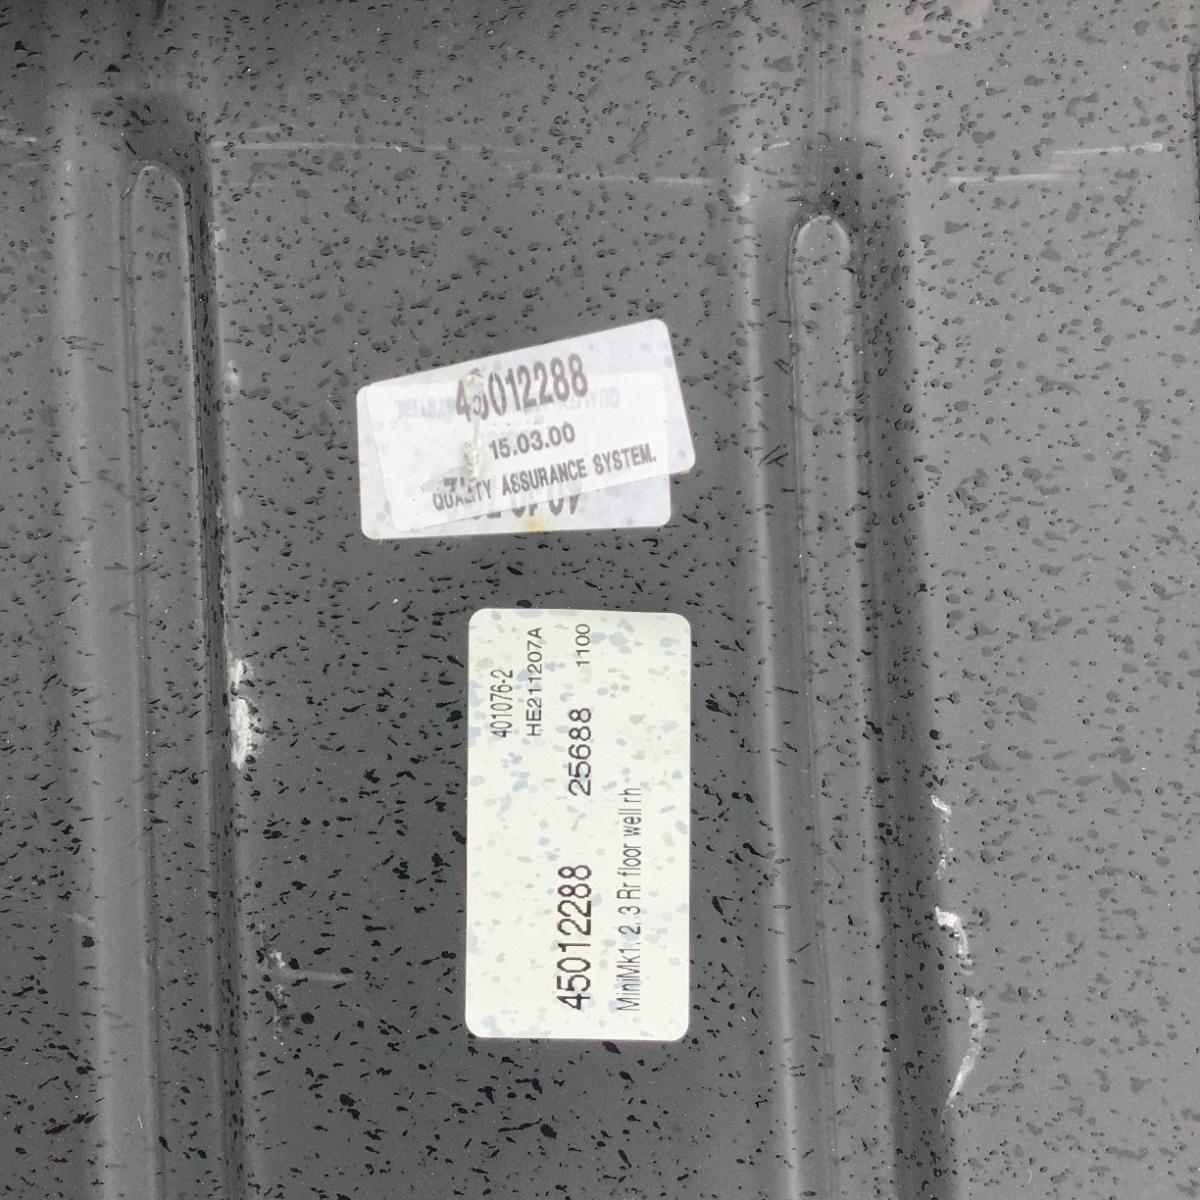 45012288
15.03.00
QUALITY ASSURANCE SYSTEM.
401076-2
HE211207A
45012288 25688 1100
MiniMk1, 2, 3 Rr floor well rh